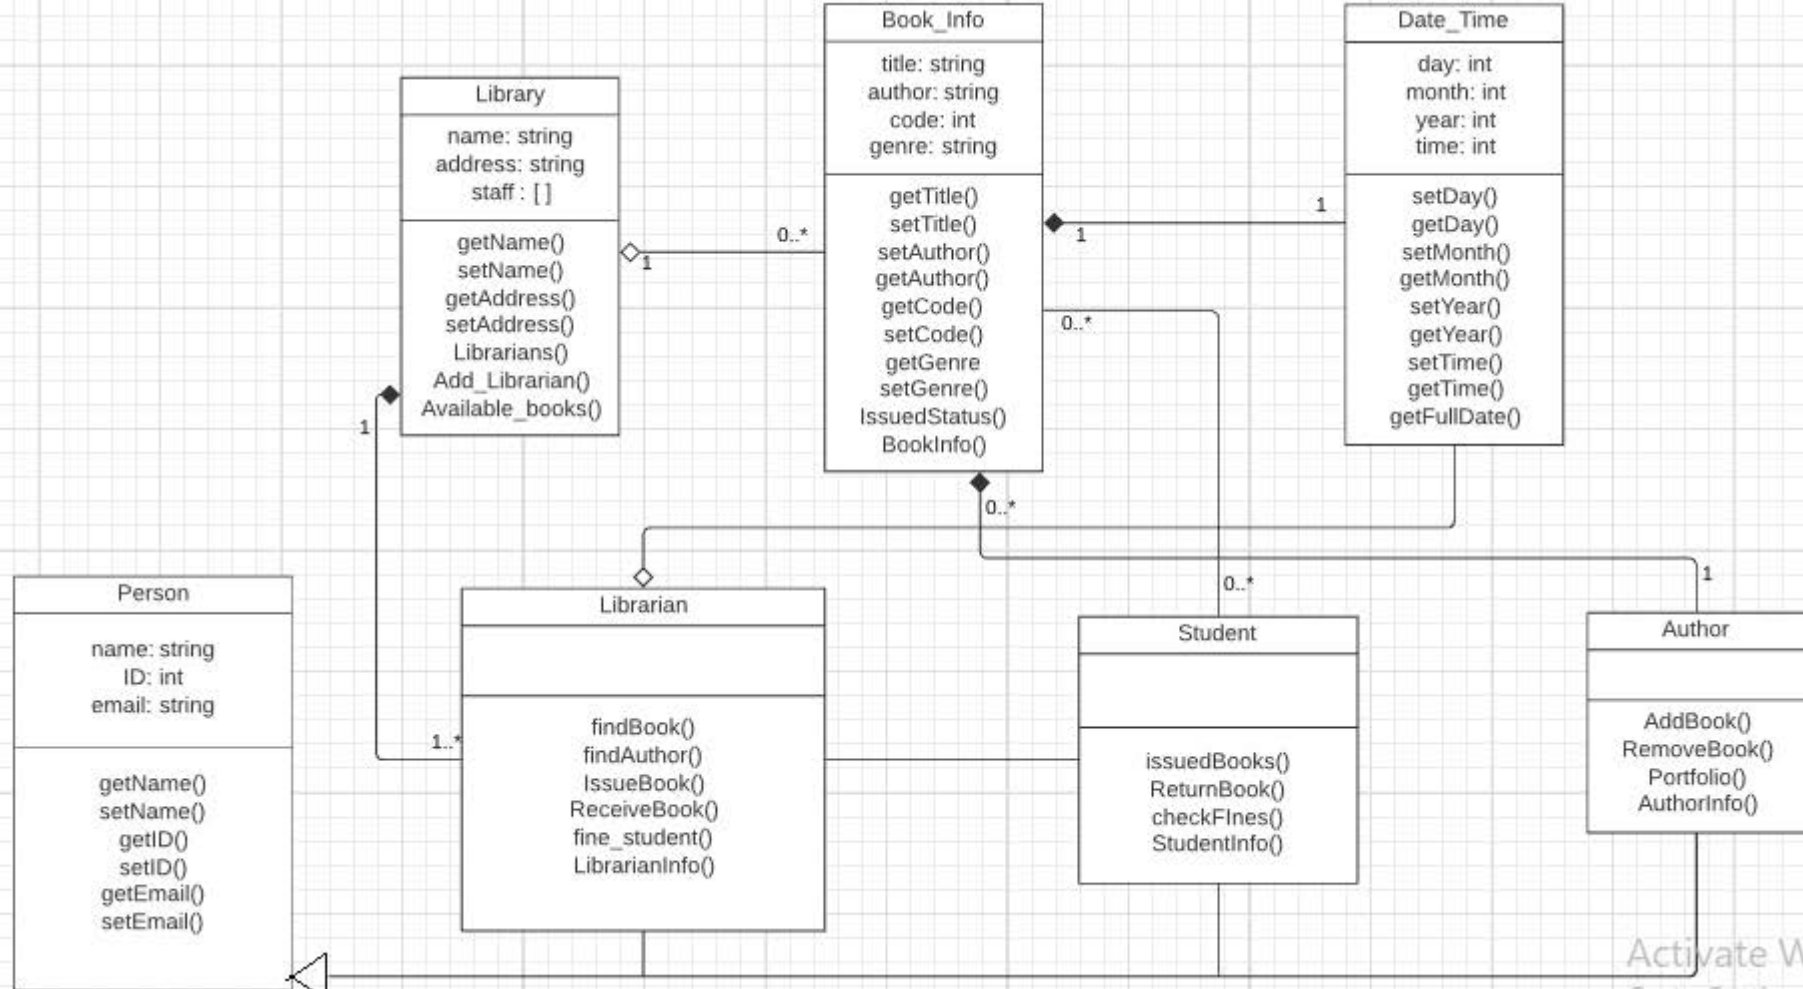 Book_Info
title: string
author: string
code: int
genre: string
getTitle()
setTitle()
setAuthor()
getAuthor()
getCode()
setCode()
getGenre
setGenre()
IssuedStatus()
BookInfo()
Date_Time
day: int
month: int
year: int
time: int
setDay()
getDay()
setMonth()
getMonth()
setYear()
getYear()
setTime()
getTime()
getFullDate()
Library
name: string
address: string
staff : [ ]
getName()
setName()
getAddress()
setAddress()
Librarians()
Add_Librarian()
Available_books()
0..*
1
1
1
0..*
1
0..*
0..*
1
1..*
Person
name: string
ID: int
email: string
getName()
setName()
getID()
setID()
getEmail()
setEmail()
Librarian
findBook()
findAuthor()
IssueBook()
ReceiveBook()
fine_student()
LibrarianInfo()
Student
issuedBooks()
ReturnBook()
checkFInes()
StudentInfo()
Author
AddBook()
RemoveBook()
Portfolio()
AuthorInfo()
Activate W